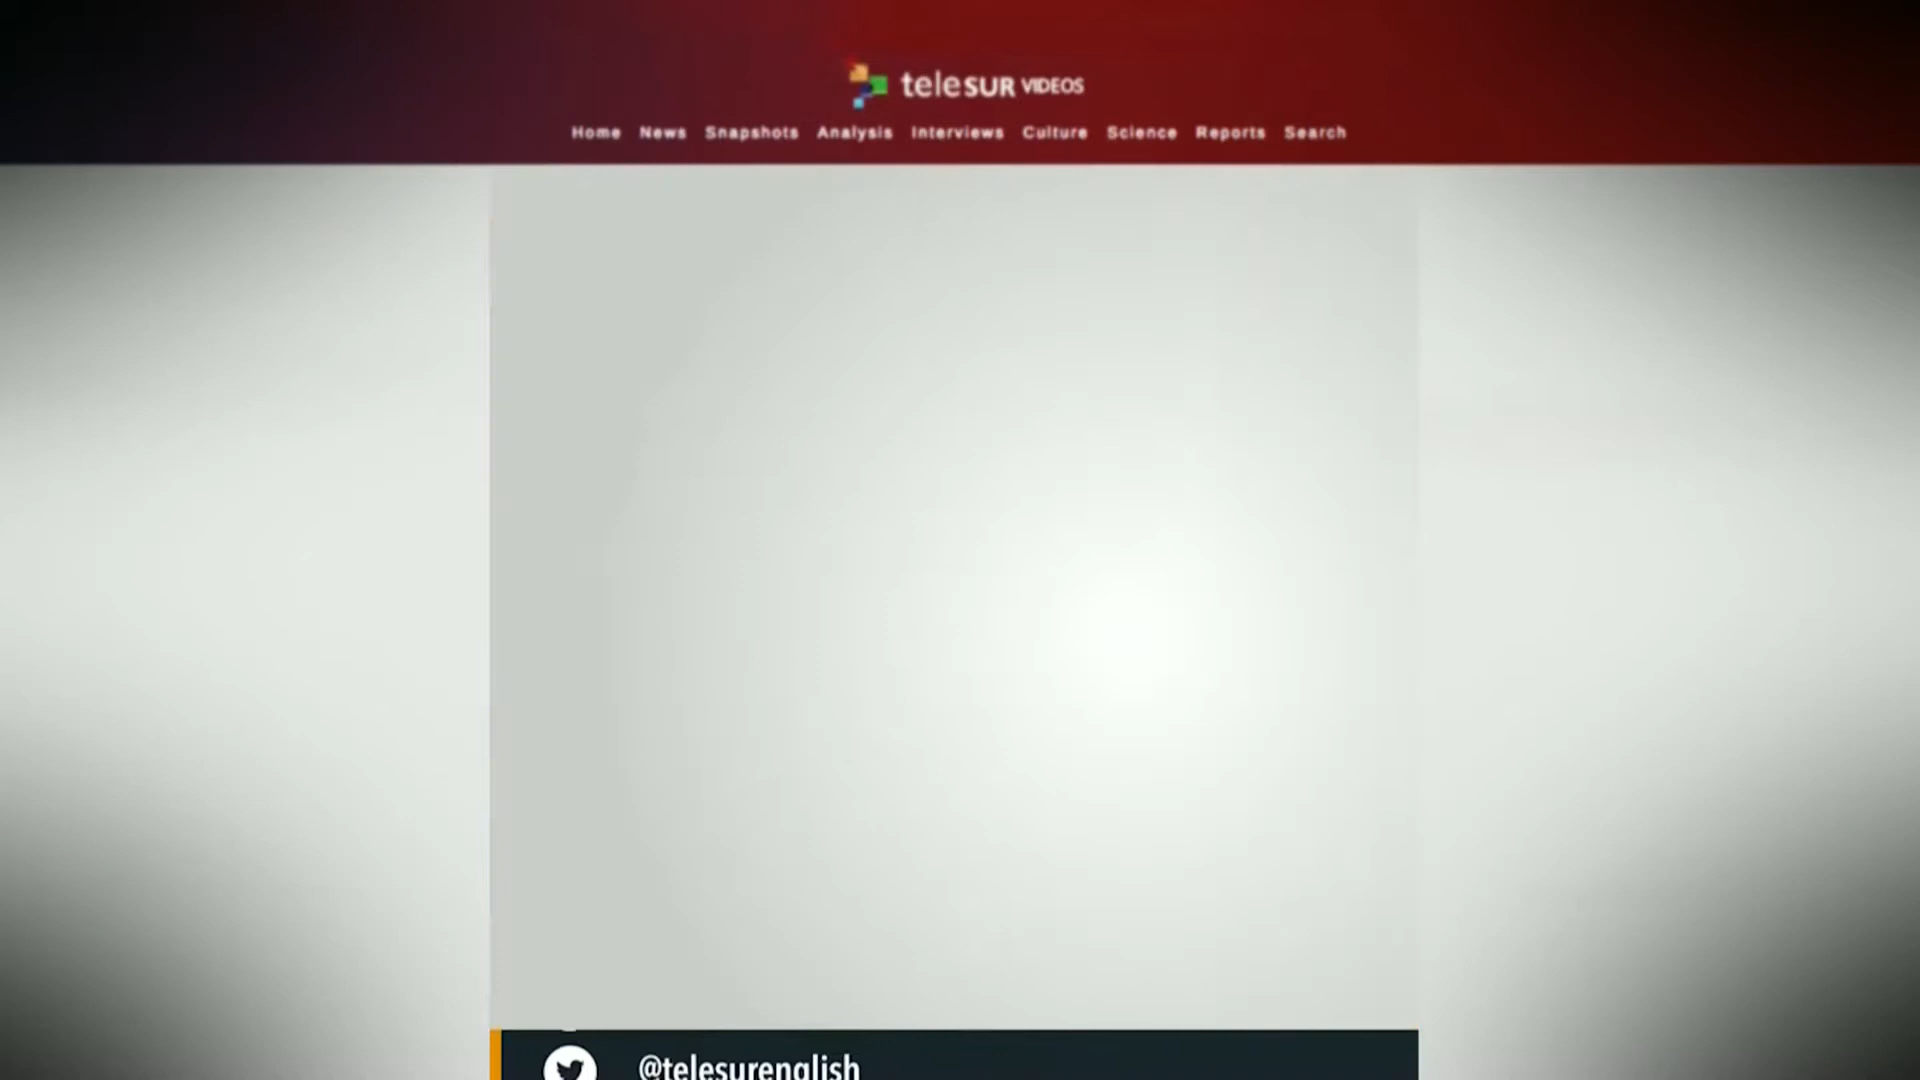 teleSUR VIDEOS
Home News Snapshots Analysis Interviews Culture Science Reports Search
@telesurenglish